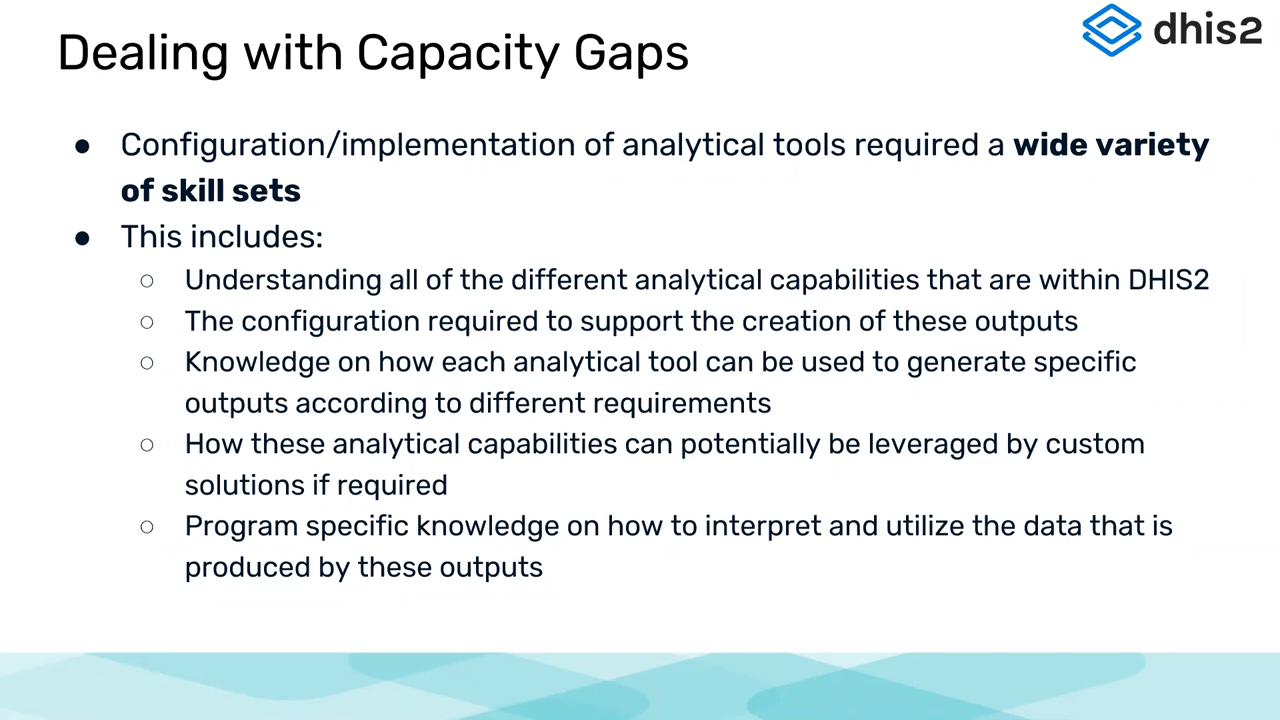 Dealing with Capacity Gaps
dhis2
● Configuration/implementation of analytical tools required a wide variety
of skill sets
● This includes:
○ Understanding all of the different analytical capabilities that are within DHIS2
○ The configuration required to support the creation of these outputs
○ Knowledge on how each analytical tool can be used to generate specific
outputs according to different requirements
○ How these analytical capabilities can potentially be leveraged by custom
solutions if required
○ Program specific knowledge on how to interpret and utilize the data that is
produced by these outputs